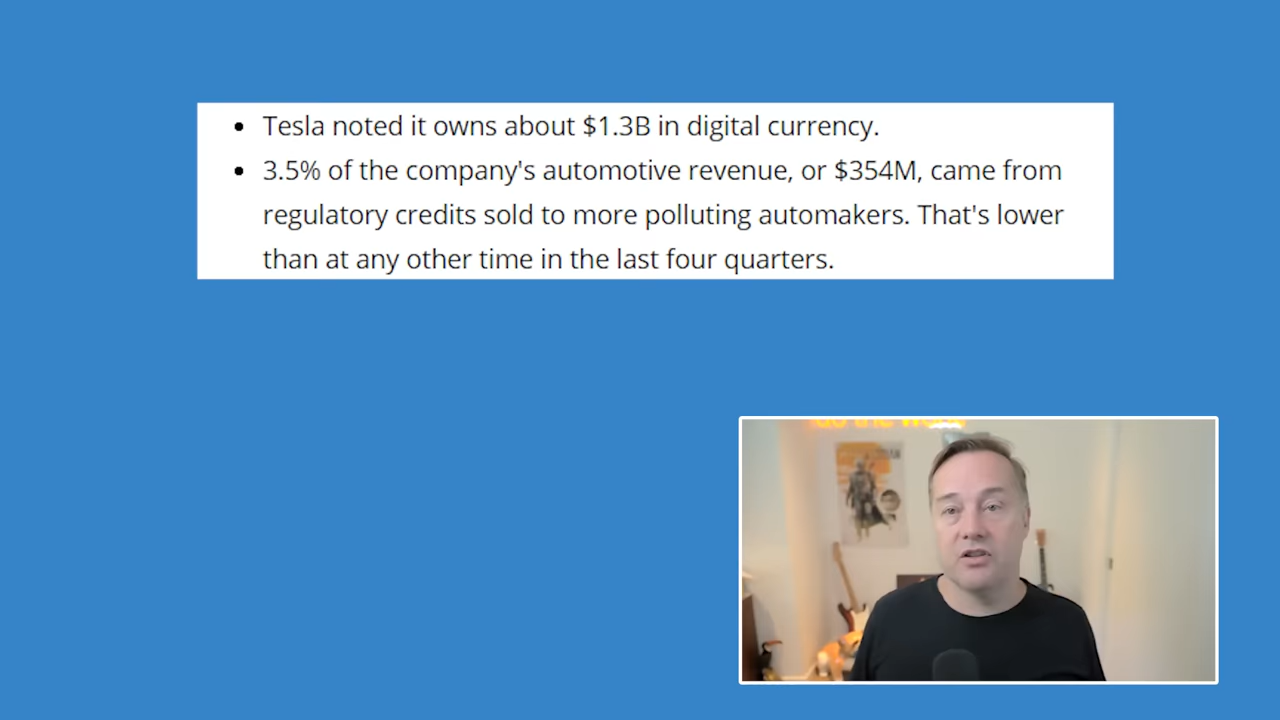 • Tesla noted it owns about $1.3B in digital currency.
• 3.5% of the company's automotive revenue, or $354M, came from
regulatory credits sold to more polluting automakers. That's lower
than at any other time in the last four quarters.